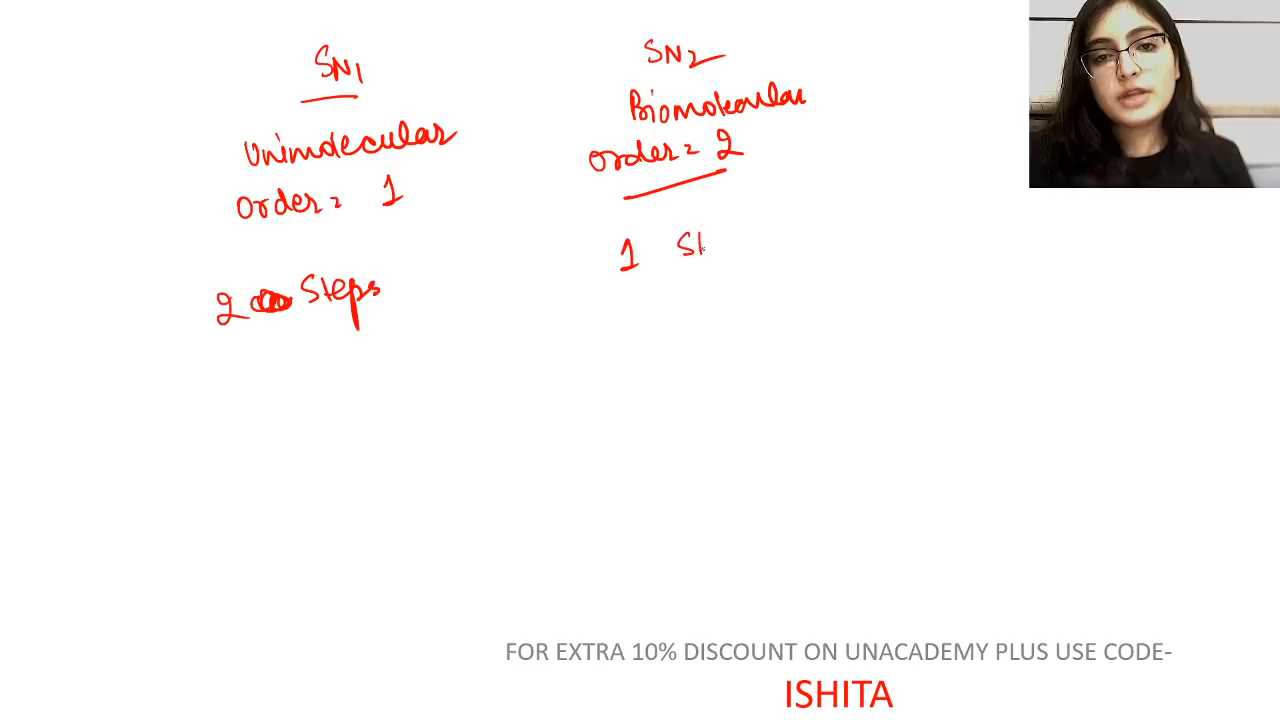 SN1
Unimolecular
Order = 1
2 Steps
SN2
Biomolecular
Order = 2
1 St
FOR EXTRA 10% DISCOUNT ON UNACADEMY PLUS USE CODE-
ISHITA